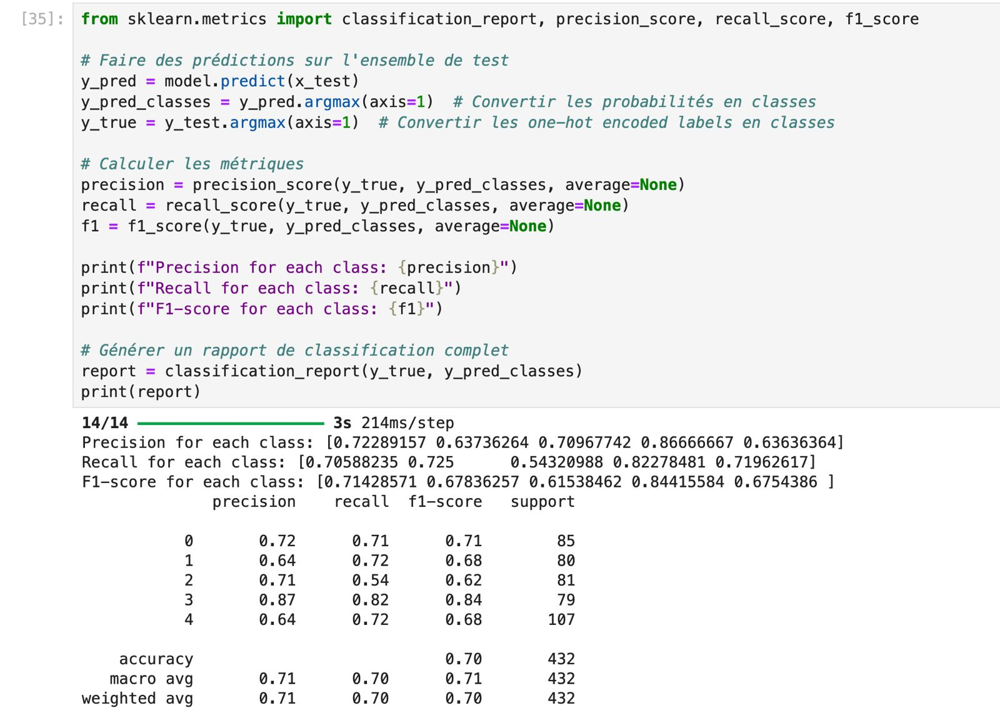 [35]: from sklearn.metrics import classification_report, precision_score, recall_score, f1_score
# Faire des prédictions sur l'ensemble de test
y_pred = model.predict(x_test)
y_pred_classes = y_pred.argmax(axis=1)  # Convertir les probabilités en classes
y_true = y_test.argmax(axis=1)  # Convertir les one-hot encoded labels en classes
# Calculer les métriques
precision = precision_score(y_true, y_pred_classes, average=None)
recall = recall_score(y_true, y_pred_classes, average=None)
f1 = f1_score(y_true, y_pred_classes, average=None)
print(f"Precision for each class: {precision}")
print(f"Recall for each class: {recall}")
print(f"F1-score for each class: {f1}")
# Générer un rapport de classification complet
report = classification_report(y_true, y_pred_classes)
print(report)
14/14 3s 214ms/step
Precision for each class: [0.72289157 0.63736264 0.70967742 0.86666667 0.63636364]
Recall for each class: [0.70588235 0.725      0.54320988 0.82278481 0.71962617]
F1-score for each class: [0.71428571 0.67836257 0.61538462 0.84415584 0.6754386 ]
precision    recall  f1-score   support
0       0.72      0.71      0.71        85
1       0.64      0.72      0.68        80
2       0.71      0.54      0.62        81
3       0.87      0.82      0.84        79
4       0.64      0.72      0.68       107
accuracy                           0.70       432
macro avg       0.71      0.70      0.71       432
weighted avg       0.71      0.70      0.70       432